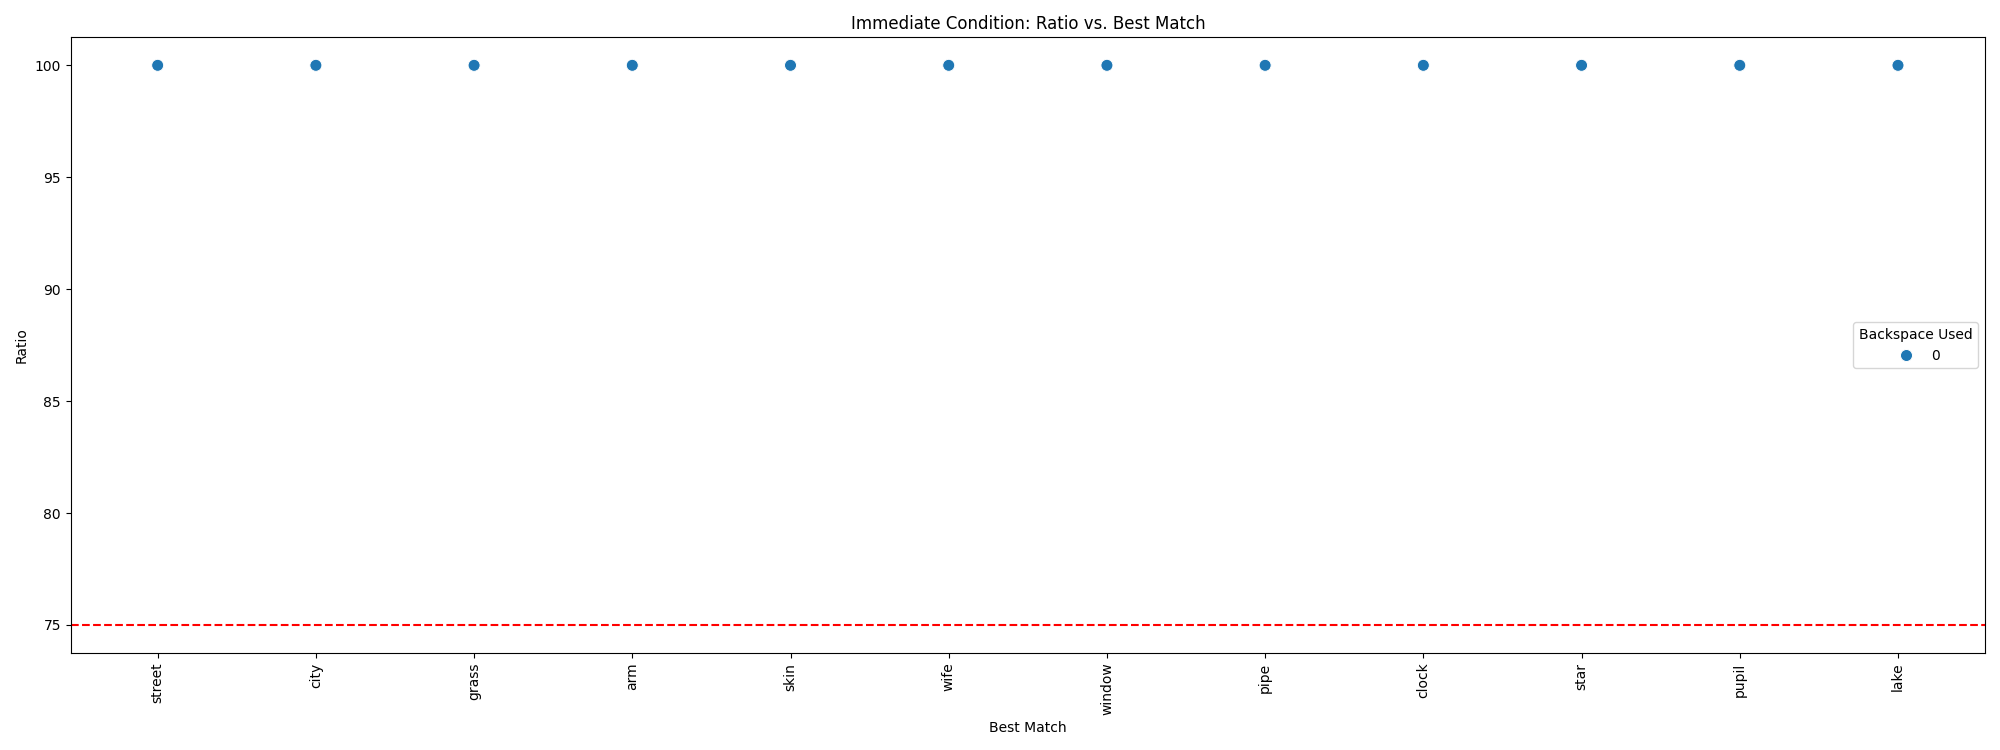 Immediate Condition: Ratio vs. Best Match
100
95
90
85
80
75
Ratio
Backspace Used
0
street
city
grass
arm
skin
wife
window
pipe
clock
star
pupil
lake
Best Match